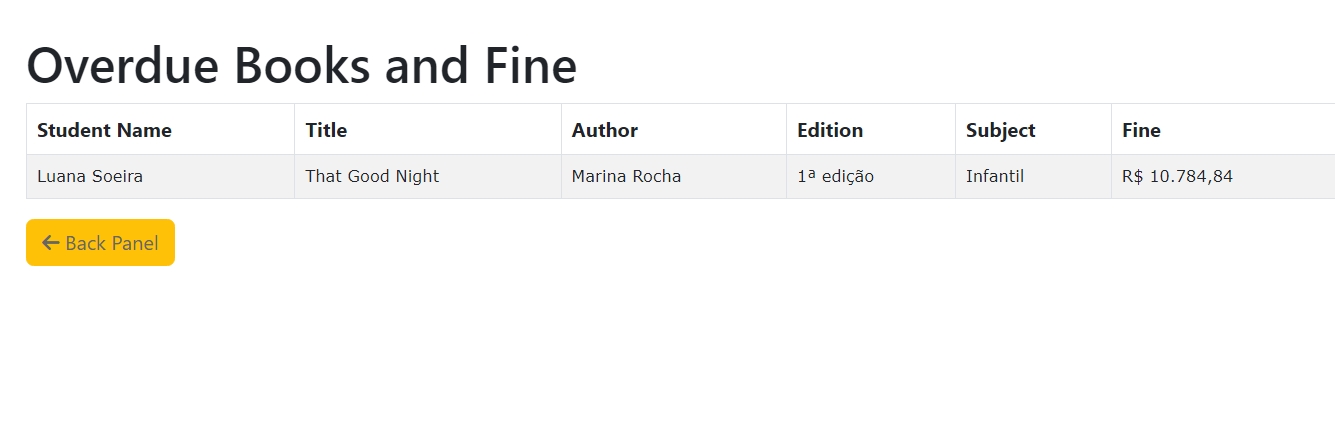 Overdue Books and Fine
Student Name Title Author Edition Subject Fine
Luana Soeira That Good Night Marina Rocha 1ª edição Infantil R$ 10.784,84
Back Panel